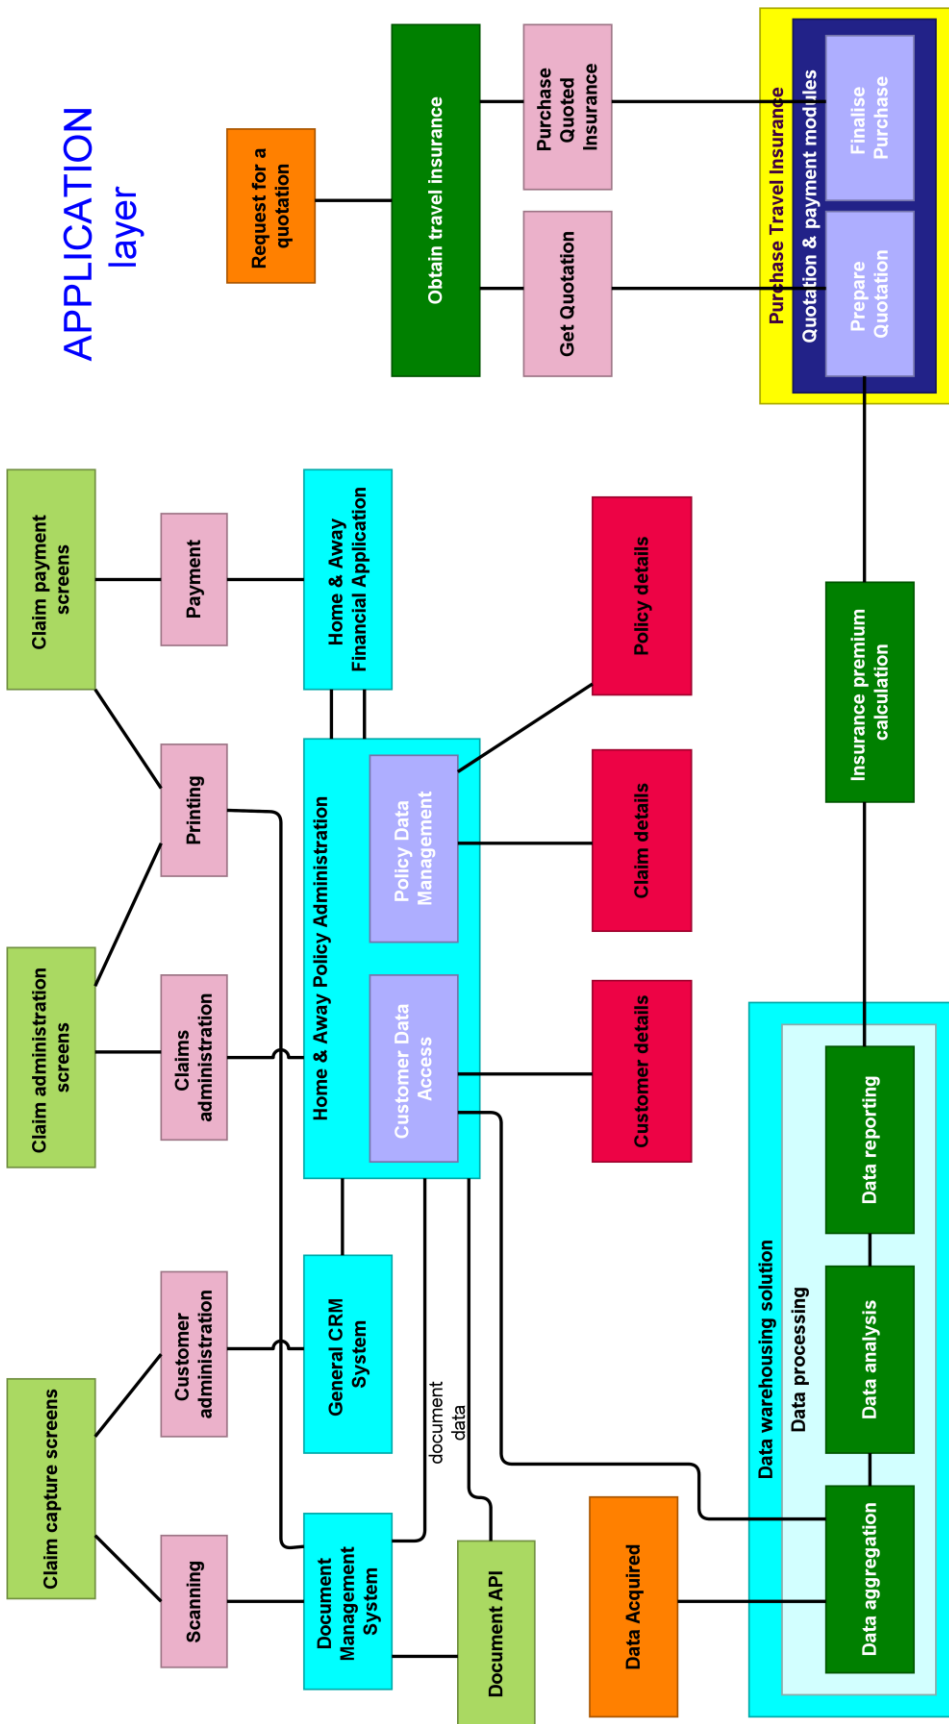 APPLICATION
layer
Claim capture screens
Claim administration
screens
Claim payment
screens
Scanning
Customer
administration
Claims
administration
Printing
Payment
Request for a
quotation
Document
Management
System
General CRM
System
Home & Away Policy Administration
Customer Data
Access
Policy Data
Management
Home & Away
Financial Application
Obtain travel insurance
document
data
Document API
Get Quotation
Purchase
Quoted
Insurance
Data Acquired
Customer details
Claim details
Policy details
Data warehousing solution
Data processing
Data aggregation
Data analysis
Data reporting
Insurance premium
calculation
Purchase Travel Insurance
Quotation & payment modules
Prepare
Quotation
Finalise
Purchase